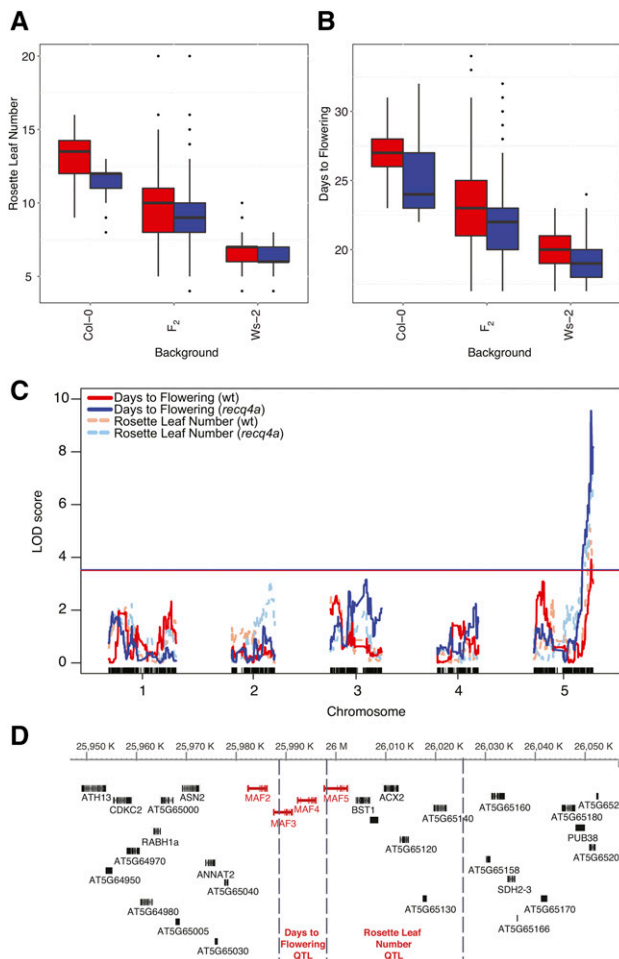 A
B
20
15
10
5
Rosette Leaf Number
Col-0
F2
Ws-2
Background
30
25
20
Days to Flowering
Col-0
F2
Ws-2
Background
C
Days to Flowering (wt)
Days to Flowering (recq4a)
Rosette Leaf Number (wt)
Rosette Leaf Number (recq4a)
10
8
6
4
2
0
LOD score
1
2
3
4
5
Chromosome
D
25,950 K 25,960 K 25,970 K 25,980 K 25,990 K 26 M 26,010 K 26,020 K 26,030 K 26,040 K 26,050 K
ATH13 ASN2 MAF2 MAF5 ACX2
CDKC2 AT5G65000 MAF4 BST1 AT5G65140 AT5G65160 AT5G65180 AT5G652
MAF3
RABH1a AT5G65120 PUB38
AT5G64970 AT5G6520
AT5G64950 ANNAT2 AT5G65158
AT5G65040 SDH2-3
AT5G64980 AT5G65130 AT5G65170
AT5G65005 AT5G65166
AT5G65030
Days to
Flowering
QTL
Rosette Leaf
Number
QTL